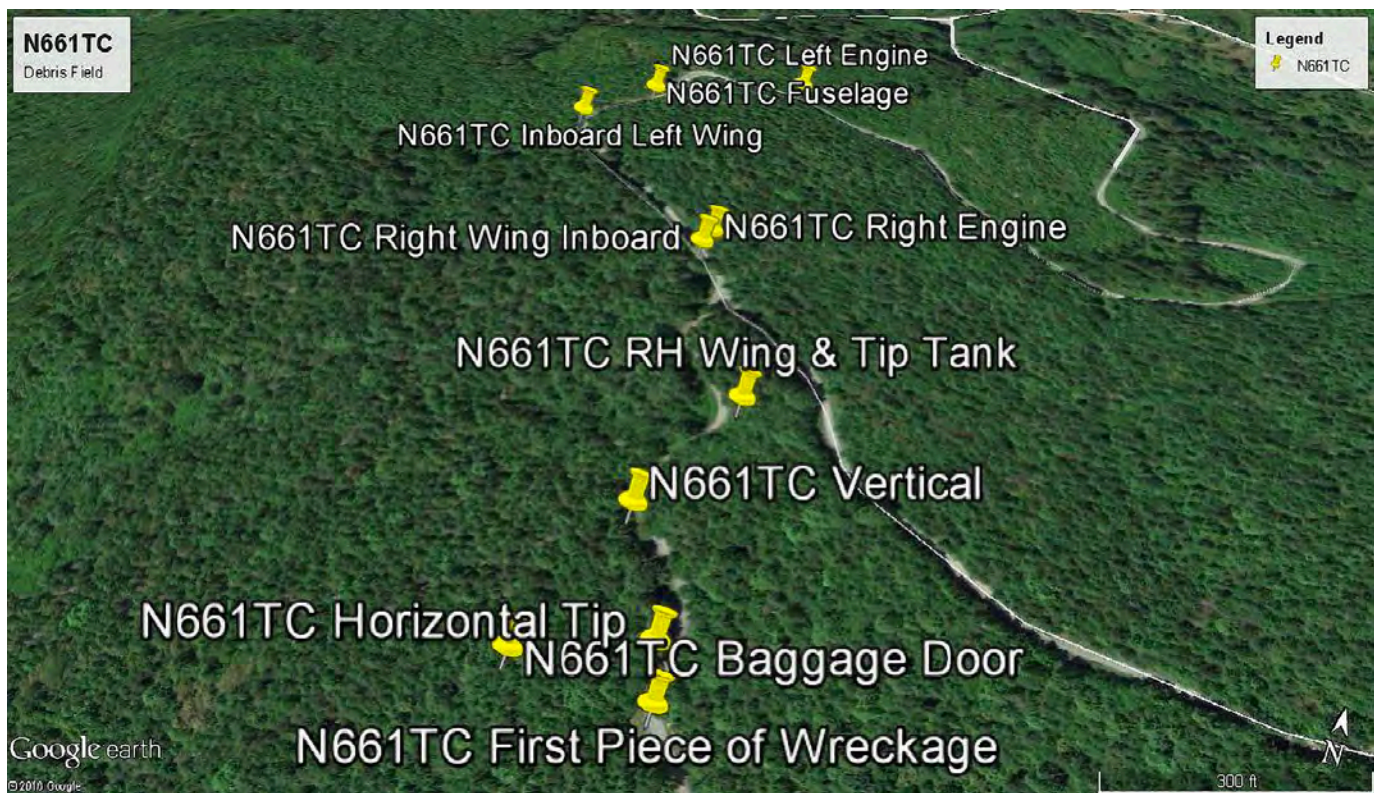 N661TC
Debris Field
Legend
N661TC
N661TC Left Engine
N661TC Fuselage
N661TC Inboard Left Wing
N661TC Right Wing Inboard
N661TC Right Engine
N661TC RH Wing & Tip Tank
N661TC Vertical
N661TC Horizontal Tip
N661TC Baggage Door
N661TC First Piece of Wreckage
Google earth
©2016 Google
N
300 ft